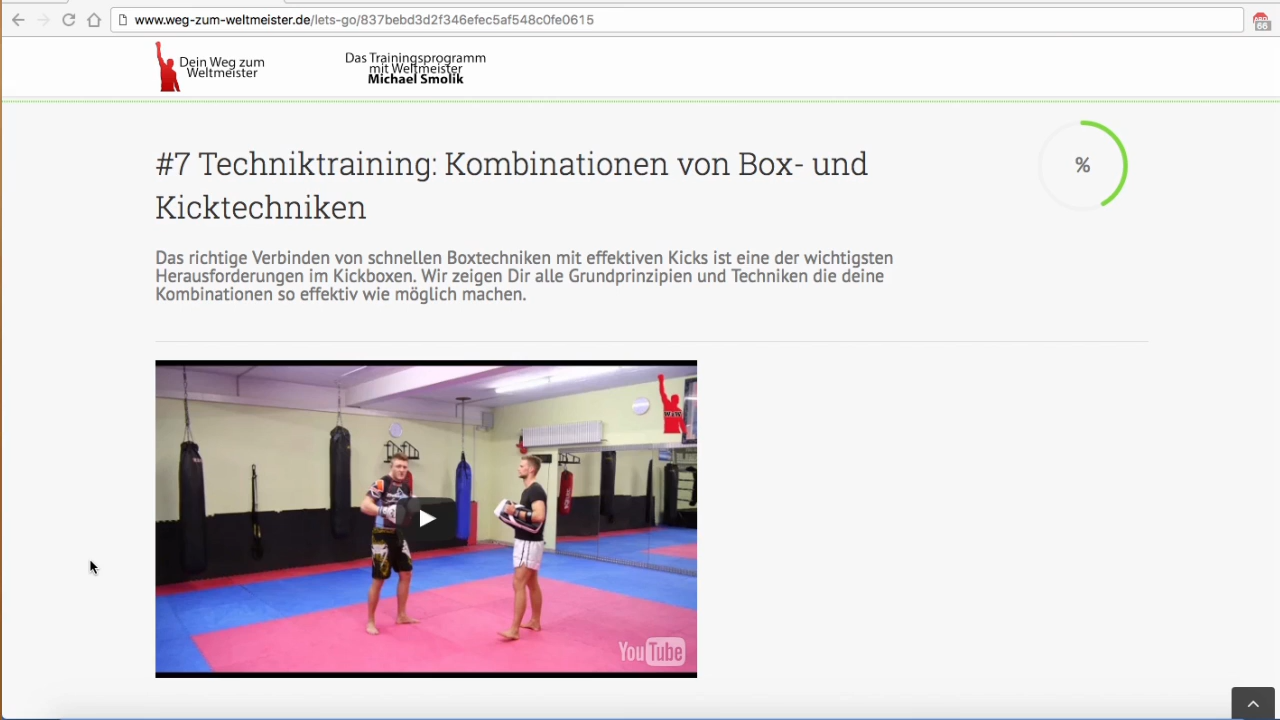 www.weg-zum-weltmeister.de/lets-go/837bebd3d2f346efec5af548c0fe0615
66
Dein Weg zum
Weltmeister
Das Trainingsprogramm
mit Weltmeister
Michael Smolik
#7 Techniktraining: Kombinationen von Box- und
Kicktechniken
%
Das richtige Verbinden von schnellen Boxtechniken mit effektiven Kicks ist eine der wichtigsten
Herausforderungen im Kickboxen. Wir zeigen Dir alle Grundprinzipien und Techniken die deine
Kombinationen so effektiv wie möglich machen.
YouTube